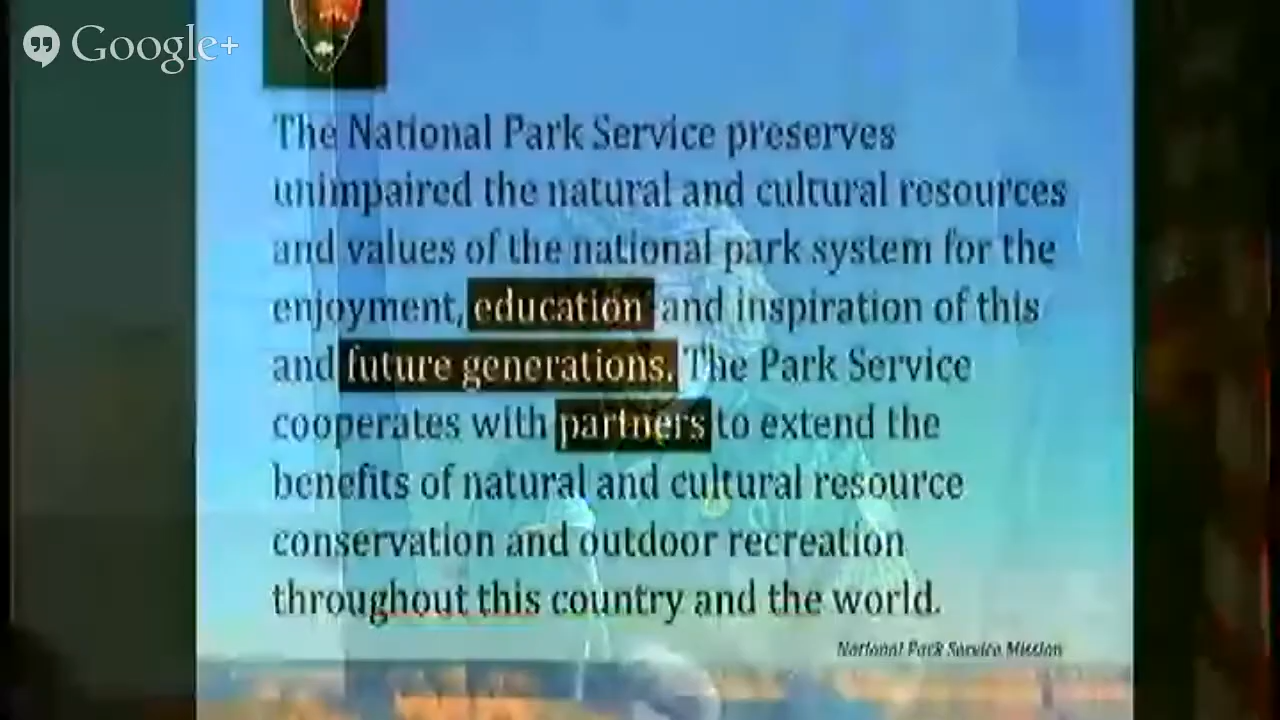 Google+
The National Park Service preserves
unimpaired the natural and cultural resources
and values of the national park system for the
enjoyment, education and inspiration of this
and future generations. The Park Service
cooperates with partners to extend the
benefits of natural and cultural resource
conservation and outdoor recreation
throughout this country and the world.
National Park Service Mission